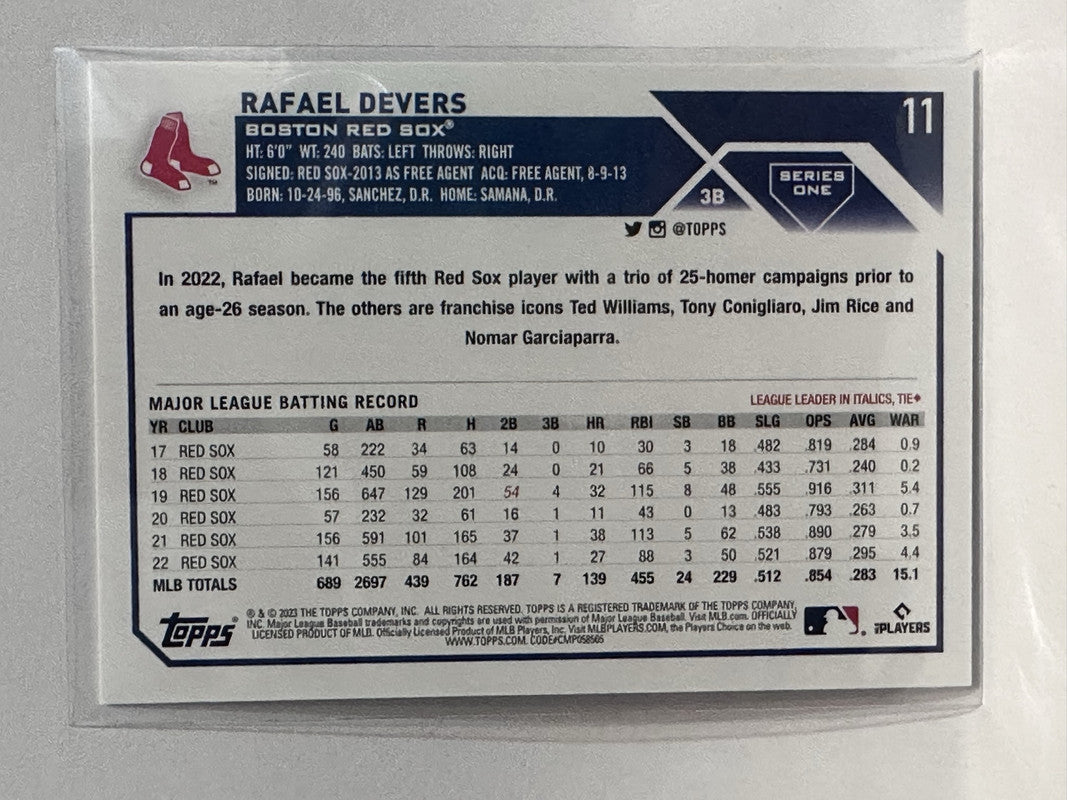 RAFAEL DEVERS
11
BOSTON RED SOX®
HT: 6'0" WT: 240 BATS: LEFT THROWS: RIGHT
SIGNED: RED SOX-2013 AS FREE AGENT ACQ: FREE AGENT, 8-9-13
BORN: 10-24-96, SANCHEZ, D.R. HOME: SAMANA, D.R.
3B
SERIES
ONE
@TOPPS
In 2022, Rafael became the fifth Red Sox player with a trio of 25-homer campaigns prior to
an age-26 season. The others are franchise icons Ted Williams, Tony Conigliaro, Jim Rice and
Nomar Garciaparra.
MAJOR LEAGUE BATTING RECORD LEAGUE LEADER IN ITALICS, TIE♦
YR CLUB G AB R H 2B 3B HR RBI SB BB SLG OPS AVG WAR
17 RED SOX 58 222 34 63 14 0 10 30 3 18 .482 .819 .284 0.9
18 RED SOX 121 450 59 108 24 0 21 66 5 38 .433 .731 .240 0.2
19 RED SOX 156 647 129 201 54 4 32 115 8 48 .555 .916 .311 5.4
20 RED SOX 57 232 32 61 16 1 11 43 0 13 .483 .793 .263 0.7
21 RED SOX 156 591 101 165 37 1 38 113 5 62 .538 .890 .279 3.5
22 RED SOX 141 555 84 164 42 1 27 88 3 50 .521 .879 .295 4.4
MLB TOTALS 689 2697 439 762 187 7 139 455 24 229 .512 .854 .283 15.1
topps®
® & © 2023 THE TOPPS COMPANY, INC. ALL RIGHTS RESERVED. TOPPS IS A REGISTERED TRADEMARK OF THE TOPPS COMPANY,
INC. Major League Baseball trademarks and copyrights are used with permission of Major League Baseball. Visit MLB.com. OFFICIALLY
LICENSED PRODUCT OF MLB. Officially Licensed Product of MLB Players, Inc. Visit MLBPLAYERS.COM, the Players Choice on the web.
WWW.TOPPS.COM. CODE#CMP058565
PLAYERS